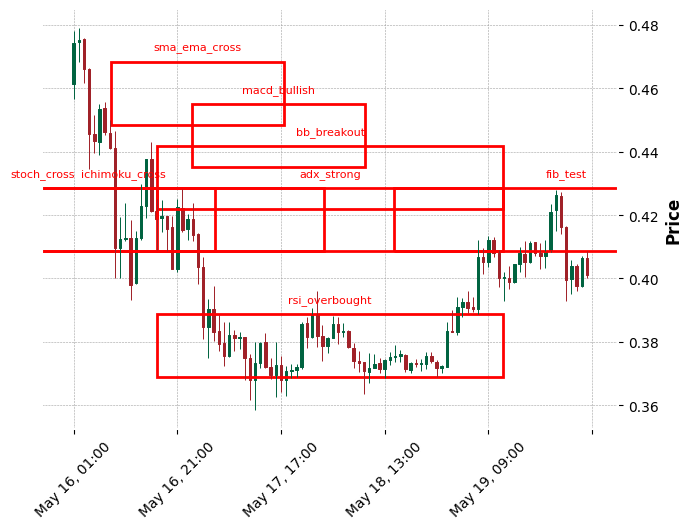 sma_ema_cross
macd_bullish
bb_breakout
stoch_cross ichimoku_cross adx_strong fib_test
rsi_overbought
0.48
0.46
0.44
0.42
0.40
0.38
0.36
Price
May 16, 01:00
May 16, 21:00
May 17, 17:00
May 18, 13:00
May 19, 09:00